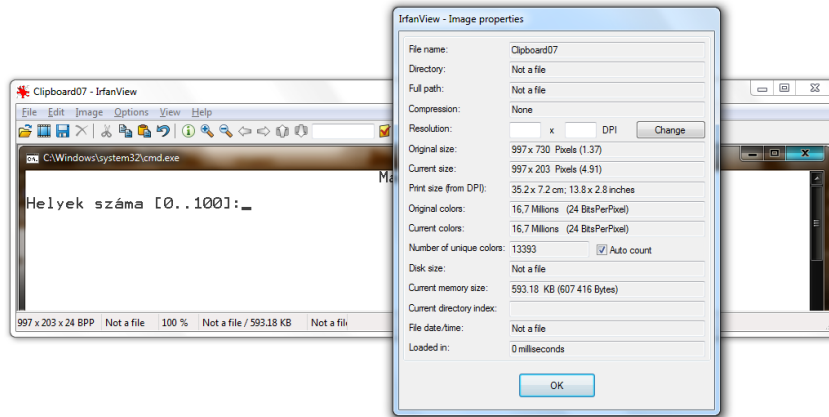 IrfanView - Image properties
File name: Clipboard07
Directory: Not a file
Full path: Not a file
Compression: None
Resolution: x DPI Change
Original size: 997 x 730 Pixels (1.37)
Current size: 997 x 203 Pixels (4.91)
Print size (from DPI): 35.2 x 7.2 cm; 13.8 x 2.8 inches
Original colors: 16,7 Millions (24 BitsPerPixel)
Current colors: 16,7 Millions (24 BitsPerPixel)
Number of unique colors: 13393 Auto count
Disk size: Not a file
Current memory size: 593.18 KB (607 416 Bytes)
Current directory index:
File date/time: Not a file
Loaded in: 0 milliseconds
OK
Clipboard07 - IrfanView
File Edit Image Options View Help
C:\Windows\system32\cmd.exe
Ma
Helyek száma [0..100]:_
997 x 203 x 24 BPP Not a file 100 % Not a file / 593.18 KB Not a fil